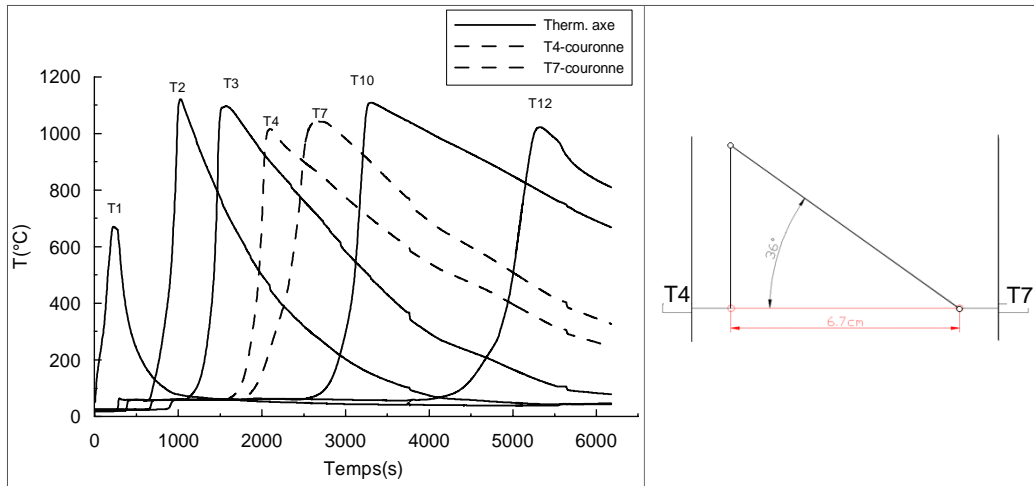 Therm. axe
T4-couronne
T7-couronne
T1
T2
T3
T4
T7
T10
T12
T(°C)
1200
1000
800
600
400
200
0
0 1000 2000 3000 4000 5000 6000
Temps(s)
36°
T4
T7
6.7cm